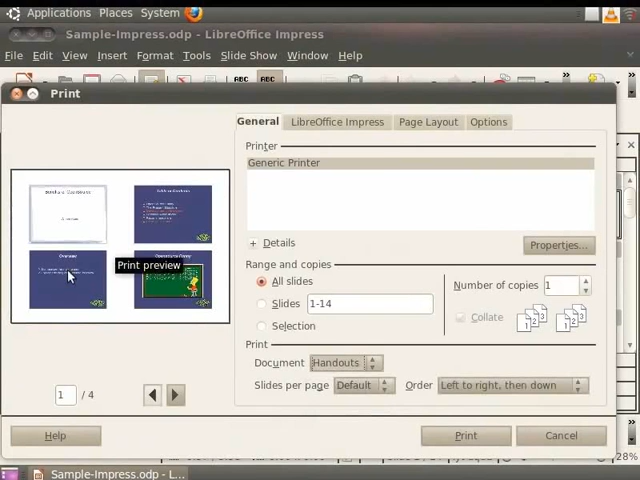 Applications Places System
Sample-Impress.odp - LibreOffice Impress
File Edit View Insert Format Tools Slide Show Window Help
ABC ABC
Print
General LibreOffice Impress Page Layout Options
Printer
Generic Printer
Details
Properties...
Range and copies
All slides
Number of copies 1
Slides 1-14
Collate
Selection
Print
Document Handouts
Slides per page Default Order Left to right, then down
Print preview
Overview
1 / 4
Help Print Cancel
28%
Sample-Impress.odp - L...